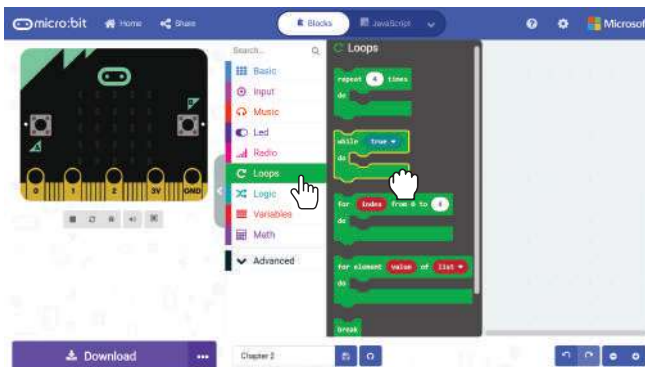 micro:bit Home Share Blocks JavaScript Microsof
Search...
Basic
Input
Music
Led
Radio
Loops
Logic
Variables
Math
Advanced
Loops
repeat 4 times
do
while true
do
for index from 0 to 4
do
for element value of list
do
break
0 1 2 3V GND
Download
Chapter 2